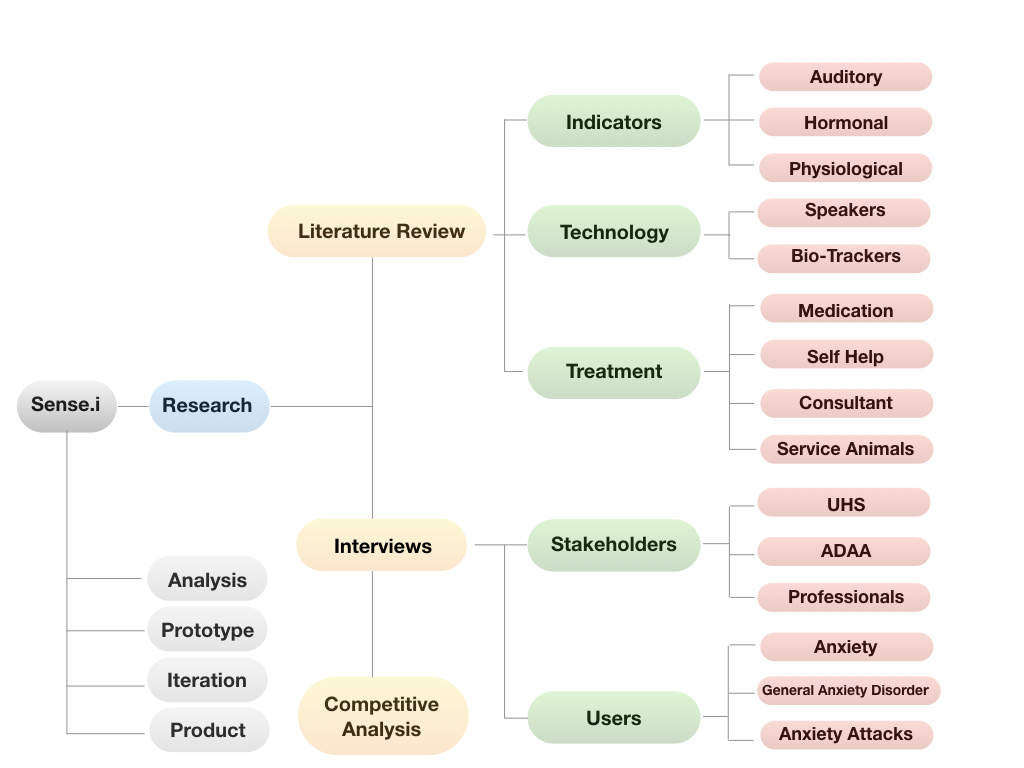 Sense.i
Research
Analysis
Prototype
Iteration
Product
Literature Review
Indicators
Auditory
Hormonal
Physiological
Technology
Speakers
Bio-Trackers
Treatment
Medication
Self Help
Consultant
Service Animals
Interviews
Stakeholders
UHS
ADAA
Professionals
Users
Anxiety
General Anxiety Disorder
Anxiety Attacks
Competitive
Analysis